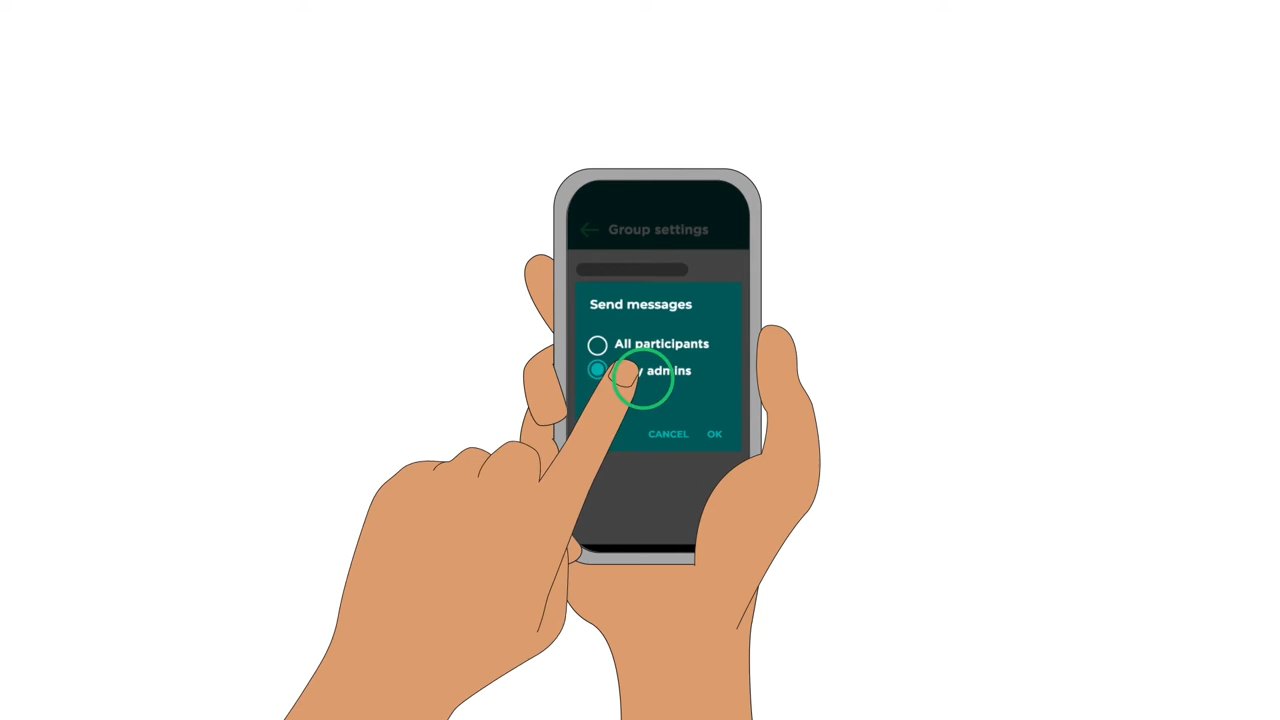 Group settings
Send messages
All participants
admins
CANCEL OK